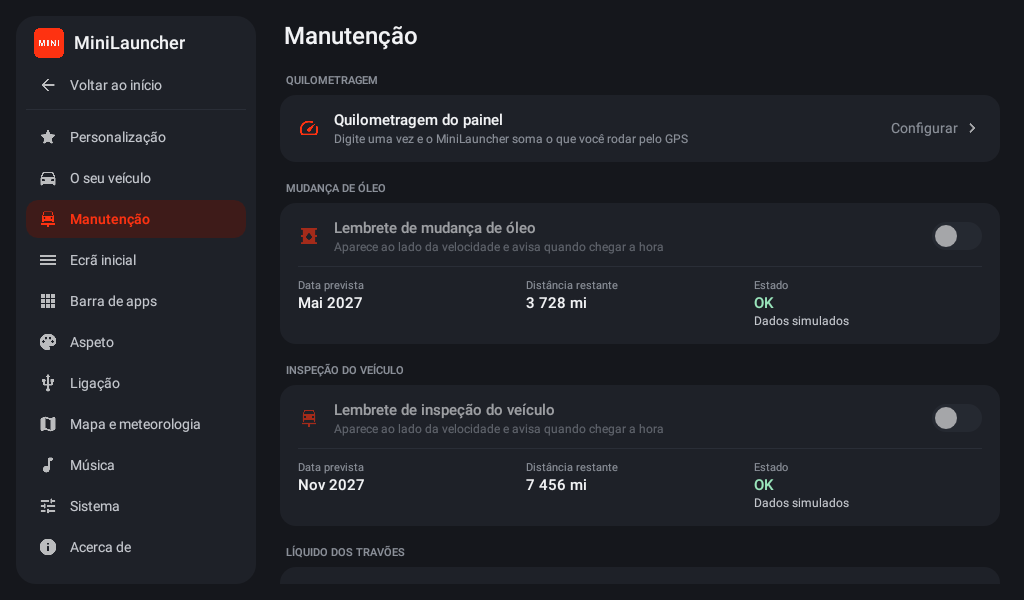 MINI
MiniLauncher
Voltar ao início
Personalização
O seu veículo
Manutenção
Ecrã inicial
Barra de apps
Aspeto
Ligação
Mapa e meteorologia
Música
Sistema
Acerca de
Manutenção
QUILOMETRAGEM
Quilometragem do painel
Digite uma vez e o MiniLauncher soma o que você rodar pelo GPS
Configurar
MUDANÇA DE ÓLEO
Lembrete de mudança de óleo
Aparece ao lado da velocidade e avisa quando chegar a hora
Data prevista
Mai 2027
Distância restante
3 728 mi
Estado
OK
Dados simulados
INSPEÇÃO DO VEÍCULO
Lembrete de inspeção do veículo
Aparece ao lado da velocidade e avisa quando chegar a hora
Data prevista
Nov 2027
Distância restante
7 456 mi
Estado
OK
Dados simulados
LÍQUIDO DOS TRAVÕES